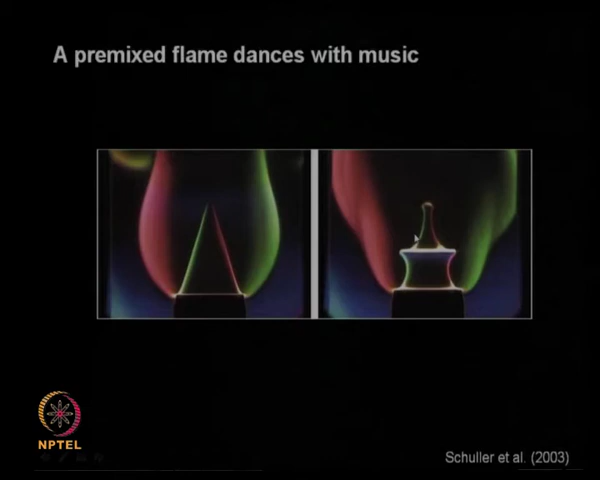 A premixed flame dances with music
NPTEL
Schuller et al. (2003)